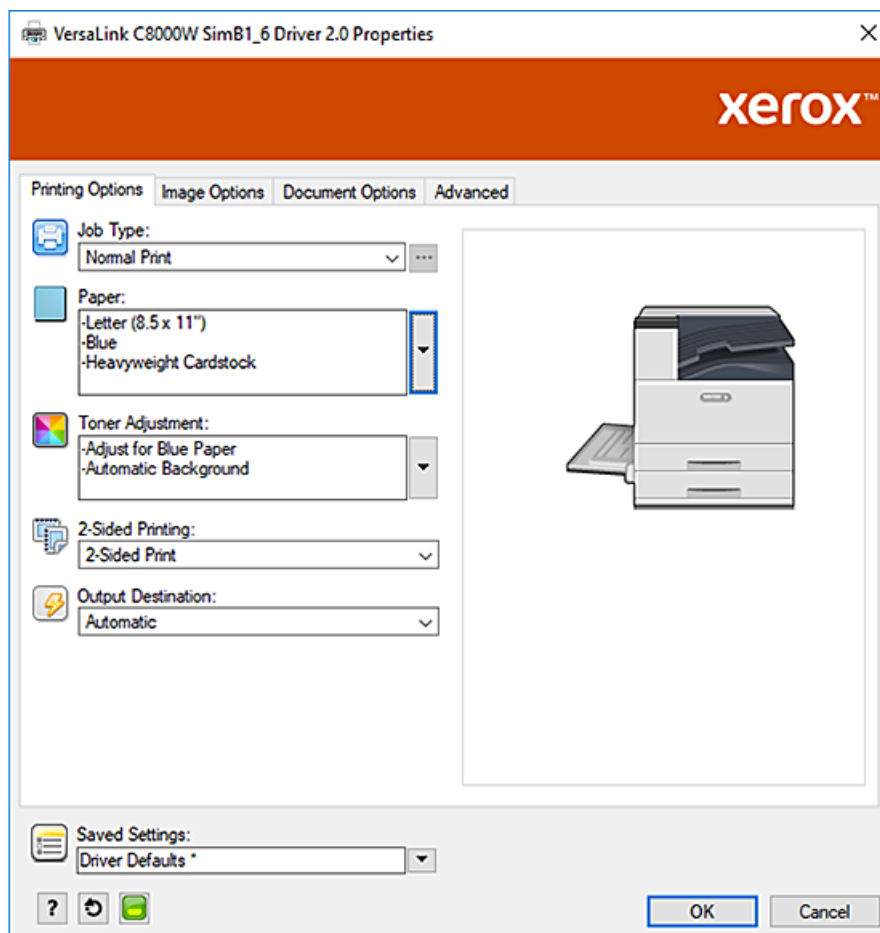 VersaLink C8000W SimB1_6 Driver 2.0 Properties
xerox™
Printing Options Image Options Document Options Advanced
Job Type:
Normal Print
Paper:
-Letter (8.5 x 11")
-Blue
-Heavyweight Cardstock
Toner Adjustment:
-Adjust for Blue Paper
-Automatic Background
2-Sided Printing:
2-Sided Print
Output Destination:
Automatic
Saved Settings:
Driver Defaults *
?
OK Cancel